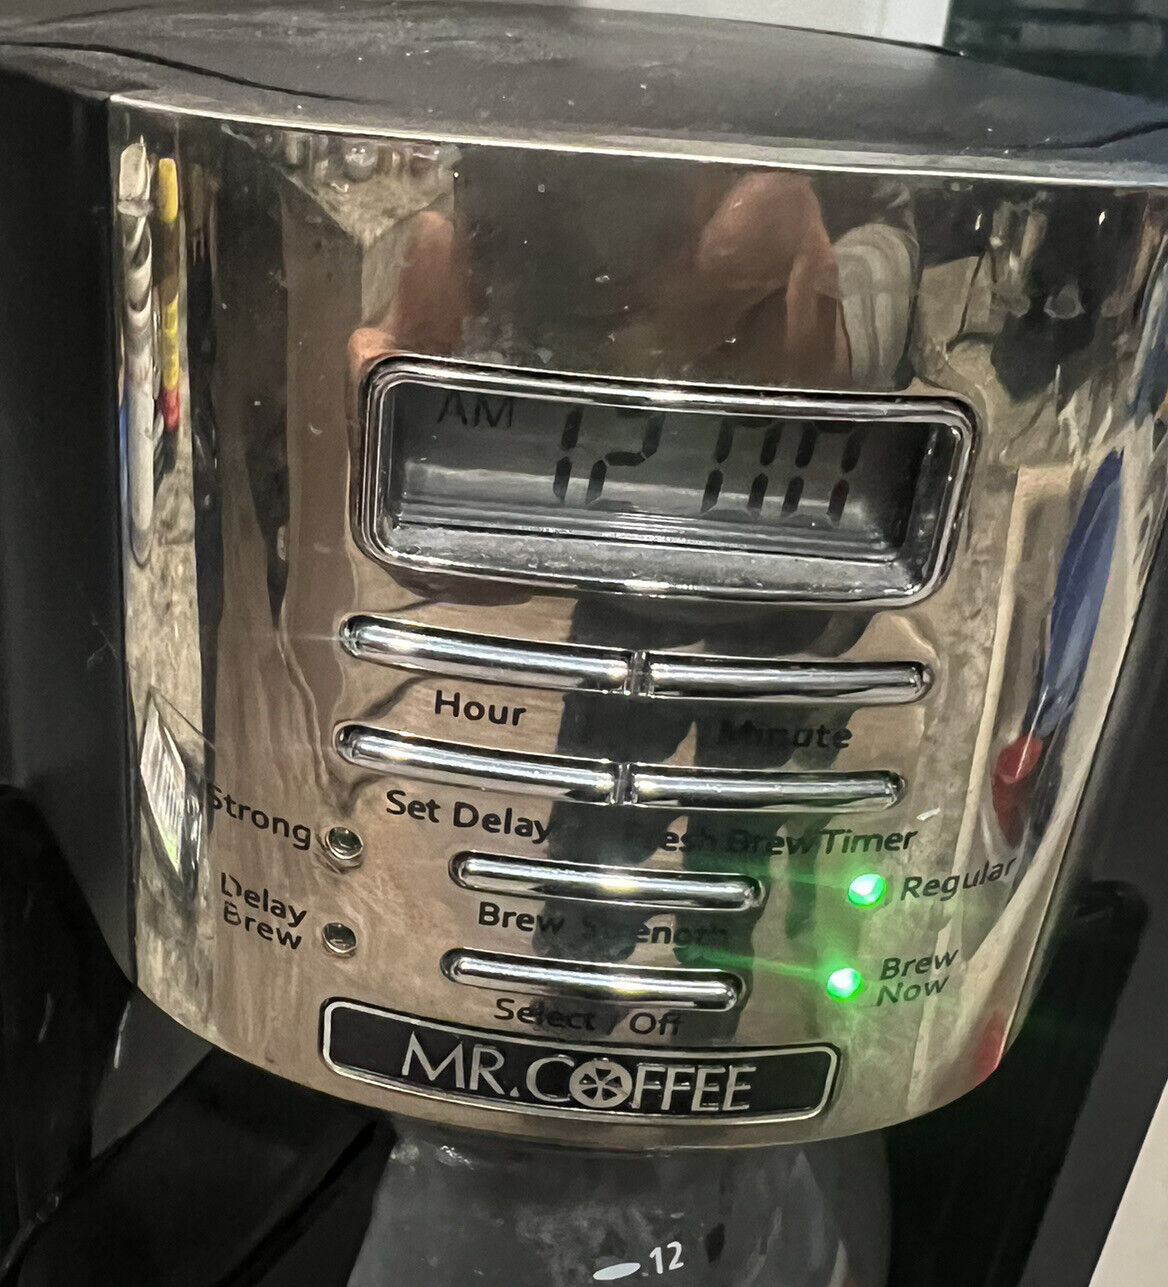 AM 12 00
Hour Minute
Set Delay Fresh Brew Timer
Strong
Regular
Brew Strength
Delay
Brew
Brew
Now
Select / Off
MR. COFFEE
12